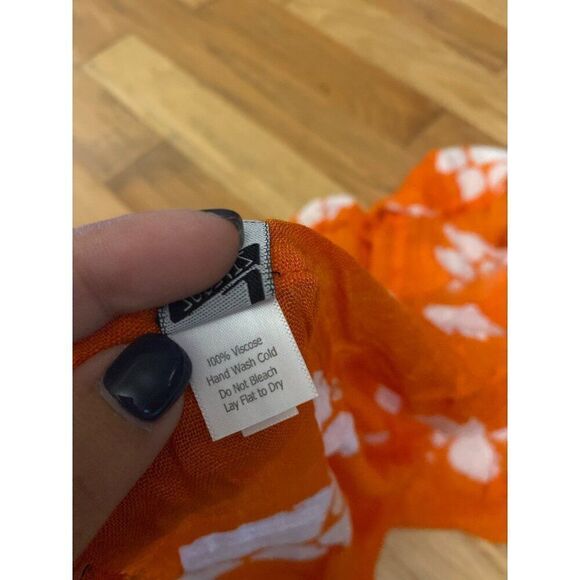 100% Viscose
Hand Wash Cold
Do Not Bleach
Lay Flat to Dry